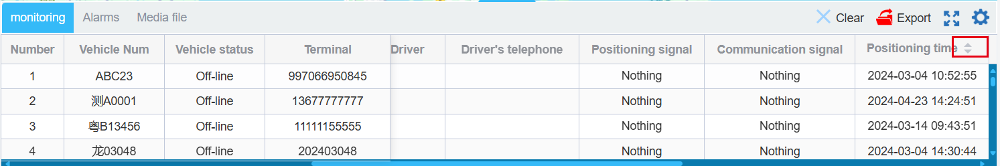 monitoring Alarms Media file Clear Export
Number Vehicle Num Vehicle status Terminal Driver Driver's telephone Positioning signal Communication signal Positioning time
1 ABC23 Off-line 997066950845 Nothing Nothing 2024-03-04 10:52:55
2 测A0001 Off-line 13677777777 Nothing Nothing 2024-04-23 14:24:51
3 粤B13456 Off-line 11111155555 Nothing Nothing 2024-03-14 09:43:51
4 龙03048 Off-line 202403048 Nothing Nothing 2024-03-04 14:30:44